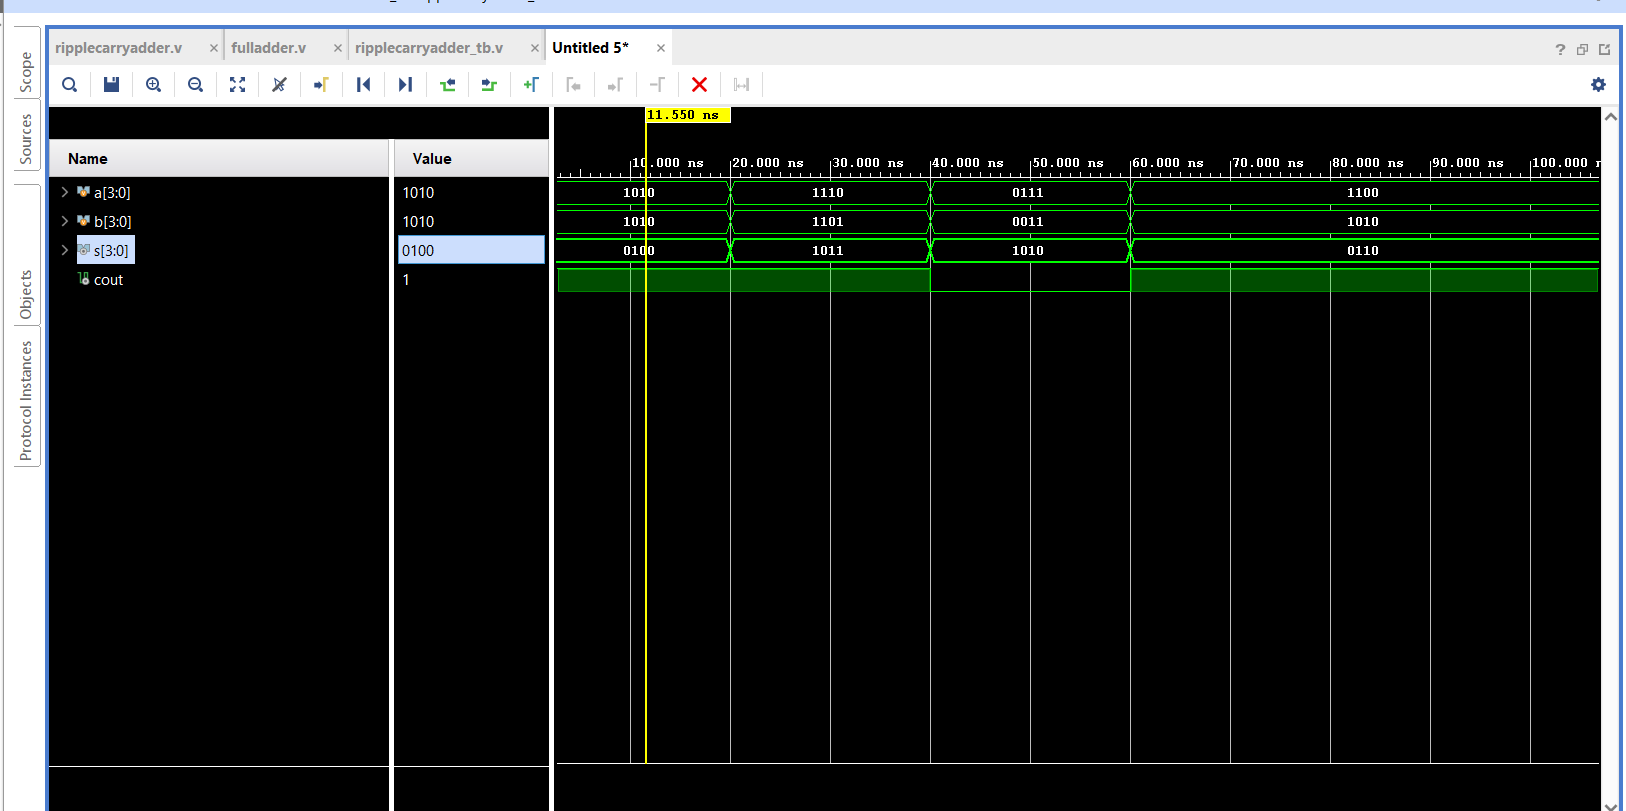 ripplecarryadder.v × fulladder.v × ripplecarryadder_tb.v × Untitled 5* × ?
Scope
Sources
Objects
Protocol Instances
11.550 ns
Name Value
10.000 ns 20.000 ns 30.000 ns 40.000 ns 50.000 ns 60.000 ns 70.000 ns 80.000 ns 90.000 ns 100.000 n
a[3:0] 1010 1010 1110 0111 1100
b[3:0] 1010 1010 1101 0011 1010
s[3:0] 0100 0100 1011 1010 0110
cout 1